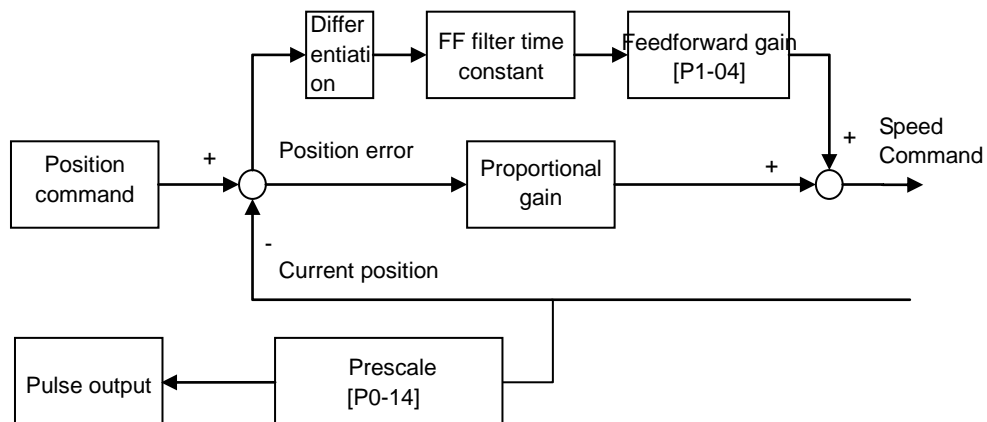 Differ
entiati
on
FF filter time
constant
Feedforward gain
[P1-04]
Position
command
+
Position error
Proportional
gain
+
+
Speed
Command
-
Current position
Pulse output
Prescale
[P0-14]